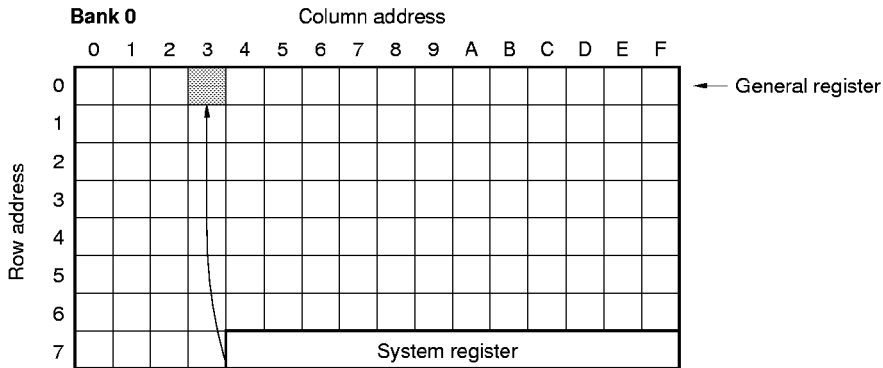 Bank 0
Column address
0 1 2 3 4 5 6 7 8 9 A B C D E F
0
General register
1
2
3
4
5
6
7
System register
Row address